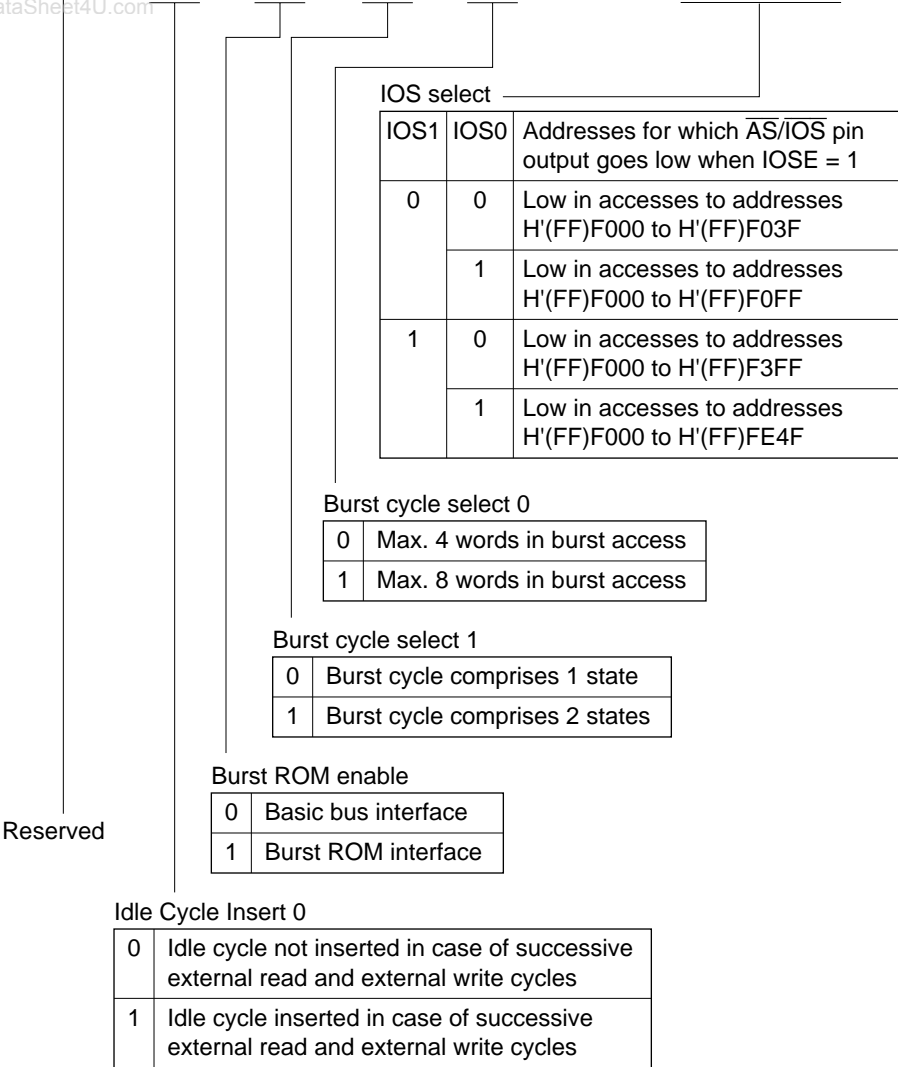 ataSheet4U.com
IOS select
IOS1 IOS0 Addresses for which AS/IOS pin
output goes low when IOSE = 1
0 0 Low in accesses to addresses
H'(FF)F000 to H'(FF)F03F
1 Low in accesses to addresses
H'(FF)F000 to H'(FF)F0FF
1 0 Low in accesses to addresses
H'(FF)F000 to H'(FF)F3FF
1 Low in accesses to addresses
H'(FF)F000 to H'(FF)FE4F
Burst cycle select 0
0 Max. 4 words in burst access
1 Max. 8 words in burst access
Burst cycle select 1
0 Burst cycle comprises 1 state
1 Burst cycle comprises 2 states
Burst ROM enable
0 Basic bus interface
1 Burst ROM interface
Reserved
Idle Cycle Insert 0
0 Idle cycle not inserted in case of successive
external read and external write cycles
1 Idle cycle inserted in case of successive
external read and external write cycles